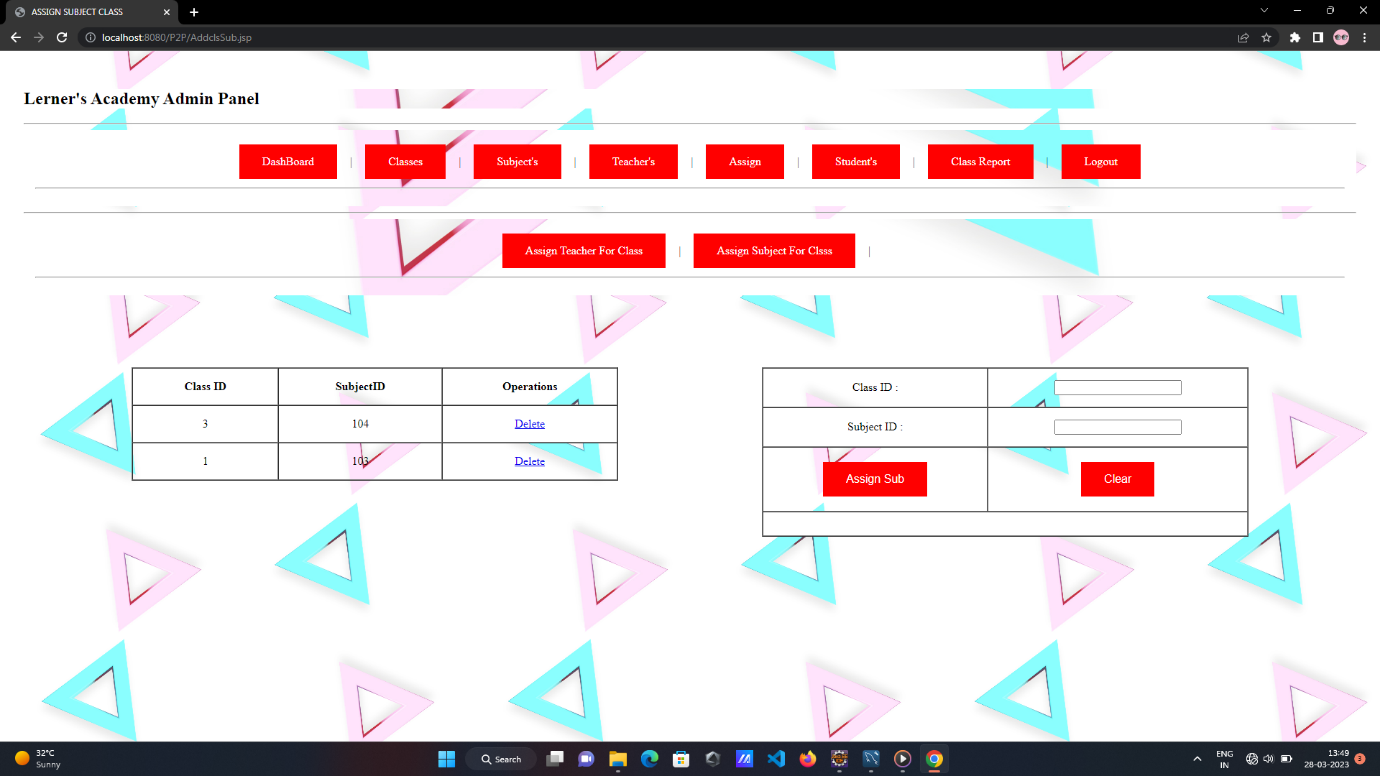 ASSIGN SUBJECT CLASS
localhost:8080/P2P/AddclsSub.jsp
Lerner's Academy Admin Panel
DashBoard | Classes | Subject's | Teacher's | Assign | Student's | Class Report | Logout
Assign Teacher For Class | Assign Subject For Clsss |
Class ID SubjectID Operations
3 104 Delete
1 103 Delete
Class ID :
Subject ID :
Assign Sub Clear
32°C
Sunny
Search
ENG
IN
13:49
28-03-2023
3